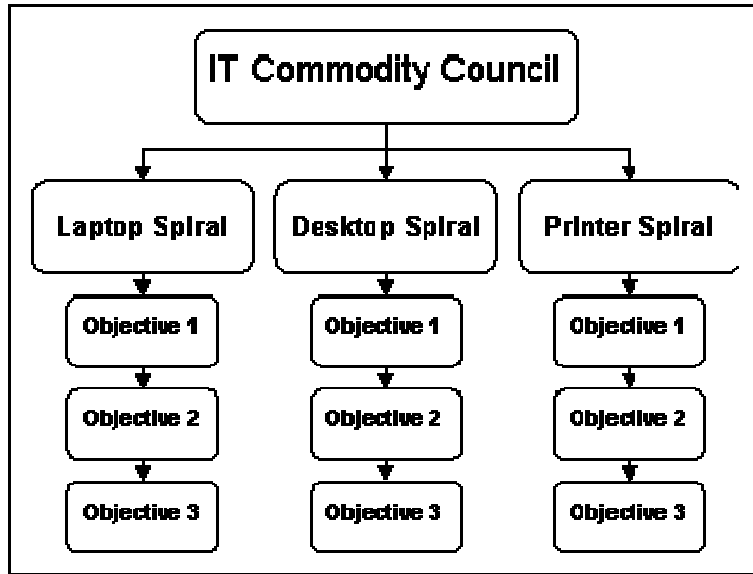 IT Commodity Council
Laptop Spiral
Desktop Spiral
Printer Spiral
Objective 1
Objective 1
Objective 1
Objective 2
Objective 2
Objective 2
Objective 3
Objective 3
Objective 3